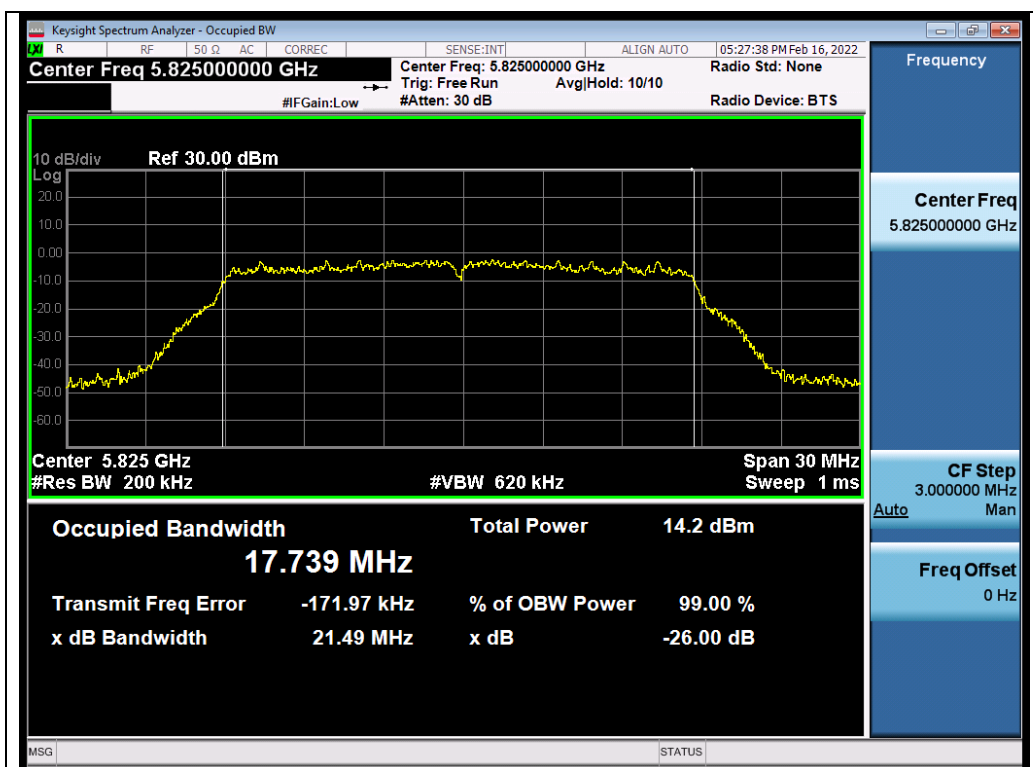 Keysight Spectrum Analyzer - Occupied BW
LXI R RF 50 Ω AC CORREC SENSE:INT ALIGN AUTO 05:27:38 PM Feb 16, 2022
Center Freq 5.825000000 GHz
Center Freq: 5.825000000 GHz
Radio Std: None
Trig: Free Run Avg|Hold: 10/10
#IFGain:Low
#Atten: 30 dB
Radio Device: BTS
10 dB/div Ref 30.00 dBm
Log
20.0
10.0
0.00
-10.0
-20.0
-30.0
-40.0
-50.0
-60.0
Center 5.825 GHz Span 30 MHz
#Res BW 200 kHz #VBW 620 kHz Sweep 1 ms
Occupied Bandwidth Total Power 14.2 dBm
17.739 MHz
Transmit Freq Error -171.97 kHz % of OBW Power 99.00 %
x dB Bandwidth 21.49 MHz x dB -26.00 dB
MSG STATUS
Frequency
Center Freq
5.825000000 GHz
CF Step
3.000000 MHz
Auto Man
Freq Offset
0 Hz